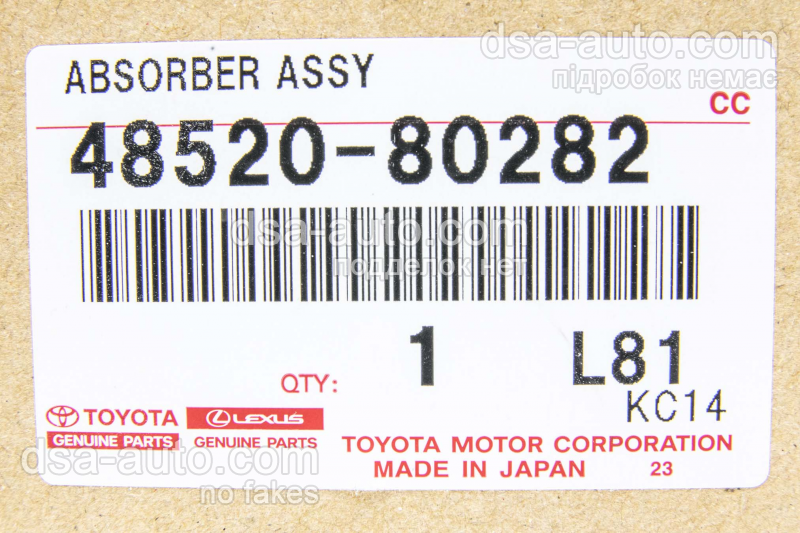 dsa-auto.com
підробок немає
ABSORBER ASSY
CC
48520-80282
dsa-auto.com
подделок нет
QTY: 1 L81
KC14
TOYOTA LEXUS
GENUINE PARTS GENUINE PARTS
TOYOTA MOTOR CORPORATION
MADE IN JAPAN 23
dsa-auto.com
no fakes